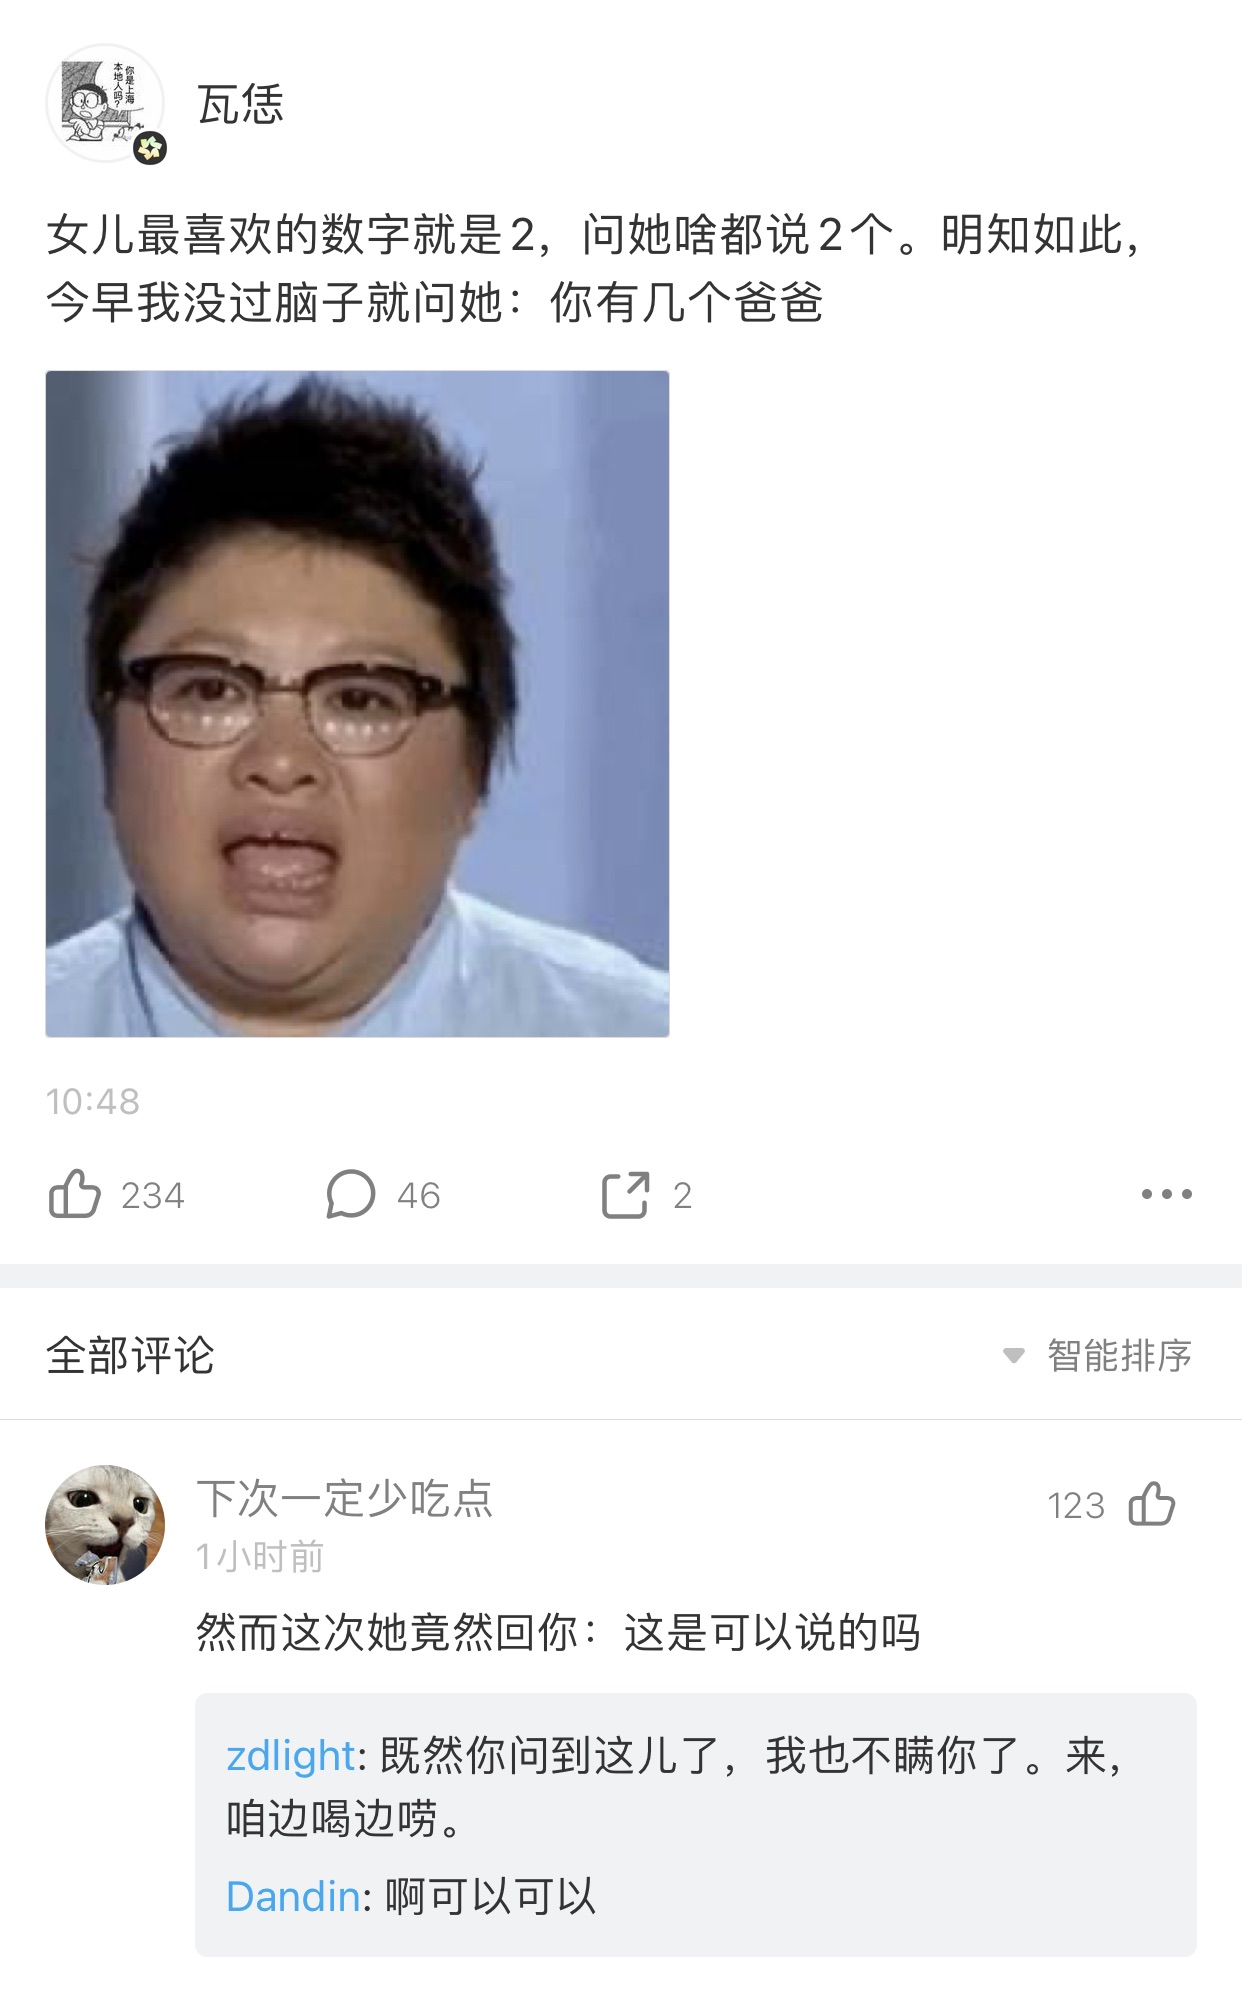 你是上海
本地人吗?
瓦恁
女儿最喜欢的数字就是2，问她啥都说2个。明知如此，
今早我没过脑子就问她：你有几个爸爸
10:48
234
46
2
全部评论
智能排序
下次一定少吃点
123
1小时前
然而这次她竟然回你：这是可以说的吗
zdlight: 既然你问到这儿了，我也不瞒你了。来，
咱边喝边唠。
Dandin: 啊可以可以